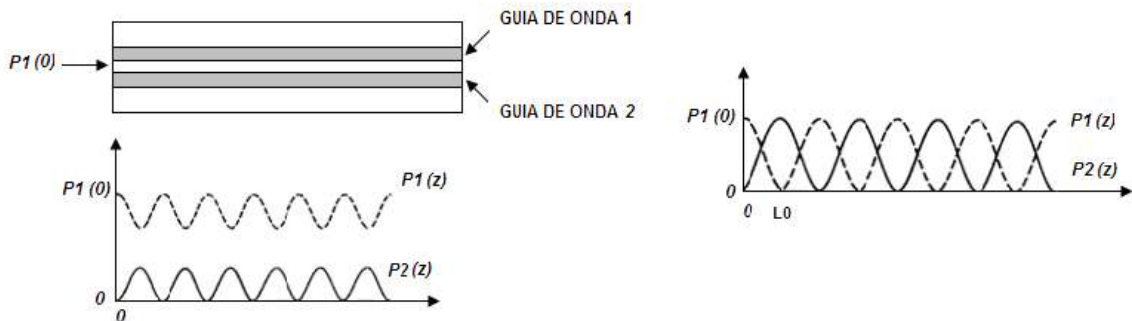 GUIA DE ONDA 1
P1 (0)
GUIA DE ONDA 2
P1 (0)
P1 (z)
P2 (z)
0
0
P1 (0)
P1 (z)
P2 (z)
0
0 L0